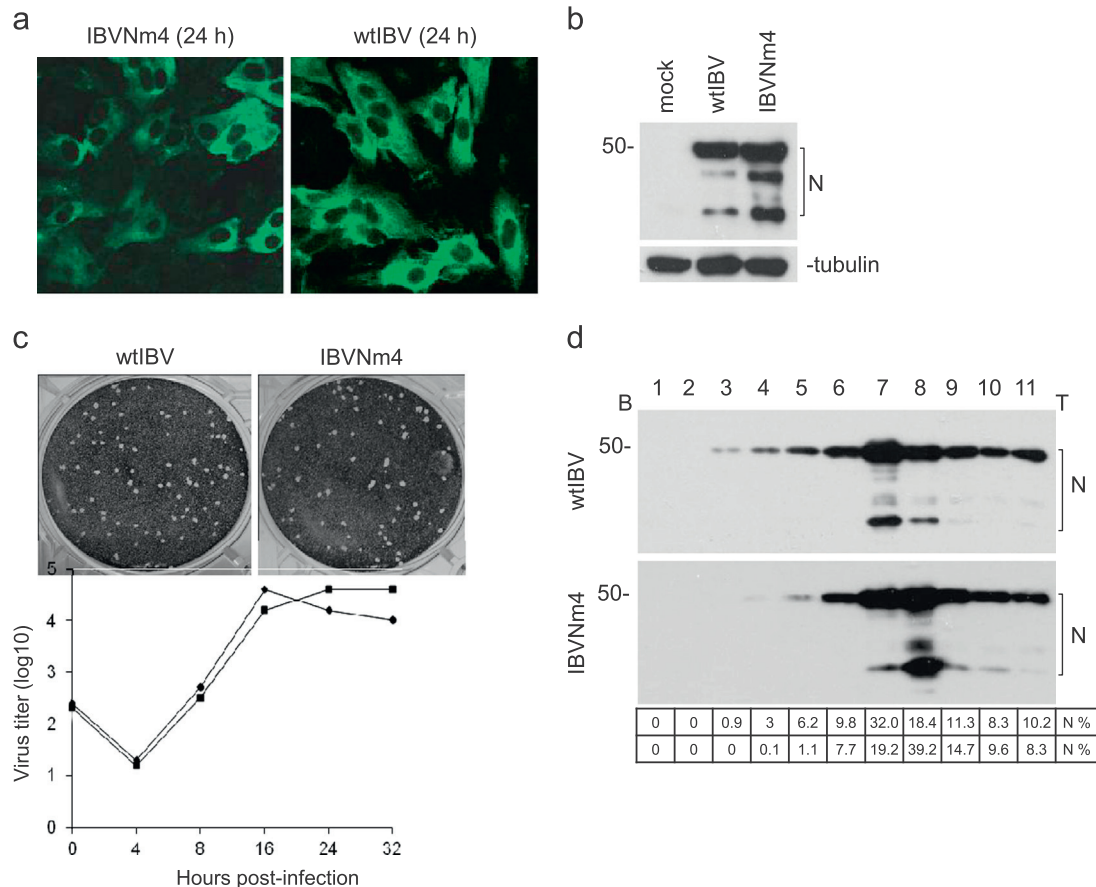 a
IBVNm4 (24 h) wtIBV (24 h)
b
mock wtIBV IBVNm4
50-
N
-tubulin
c
wtIBV IBVNm4
5
4
3
2
1
0
Virus titer (log10)
0 4 8 16 24 32
Hours post-infection
d
B 1 2 3 4 5 6 7 8 9 10 11 T
wtIBV 50- N
IBVNm4 50- N
0 0 0.9 3 6.2 9.8 32.0 18.4 11.3 8.3 10.2 N %
0 0 0 0.1 1.1 7.7 19.2 39.2 14.7 9.6 8.3 N %